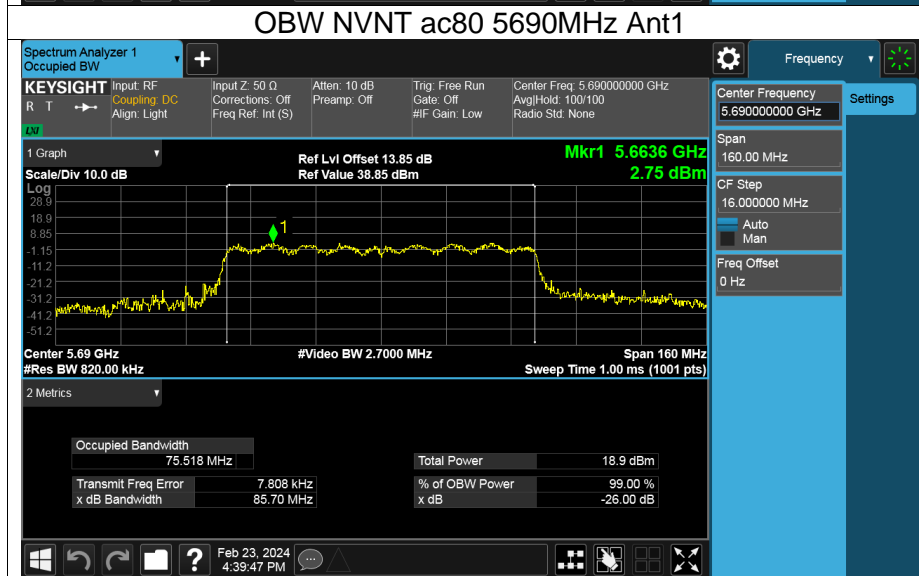 OBW NVNT ac80 5690MHz Ant1
Spectrum Analyzer 1
Occupied BW
Frequency
KEYSIGHT
R T
LXI
Input: RF
Coupling: DC
Align: Light
Input Z: 50 Ω
Corrections: Off
Freq Ref: Int (S)
Atten: 10 dB
Preamp: Off
Trig: Free Run
Gate: Off
#IF Gain: Low
Center Freq: 5.690000000 GHz
Avg|Hold: 100/100
Radio Std: None
Center Frequency
5.690000000 GHz
Settings
Span
160.00 MHz
CF Step
16.000000 MHz
Auto
Man
Freq Offset
0 Hz
1 Graph
Scale/Div 10.0 dB
Ref Lvl Offset 13.85 dB
Ref Value 38.85 dBm
Mkr1 5.6636 GHz
2.75 dBm
Log
28.9
18.9
8.85
-1.15
-11.2
-21.2
-31.2
-41.2
-51.2
1
Center 5.69 GHz
#Res BW 820.00 kHz
#Video BW 2.7000 MHz
Span 160 MHz
Sweep Time 1.00 ms (1001 pts)
2 Metrics
Occupied Bandwidth
75.518 MHz
Total Power 18.9 dBm
Transmit Freq Error 7.808 kHz
% of OBW Power 99.00 %
x dB Bandwidth 85.70 MHz
x dB -26.00 dB
?
Feb 23, 2024
4:39:47 PM